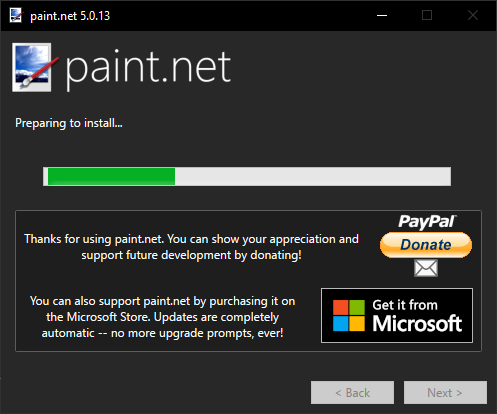 paint.net 5.0.13
paint.net
Preparing to install...
Thanks for using paint.net. You can show your appreciation and
support future development by donating!
PayPal
Donate
You can also support paint.net by purchasing it on
the Microsoft Store. Updates are completely
automatic -- no more upgrade prompts, ever!
Get it from
Microsoft
< Back
Next >